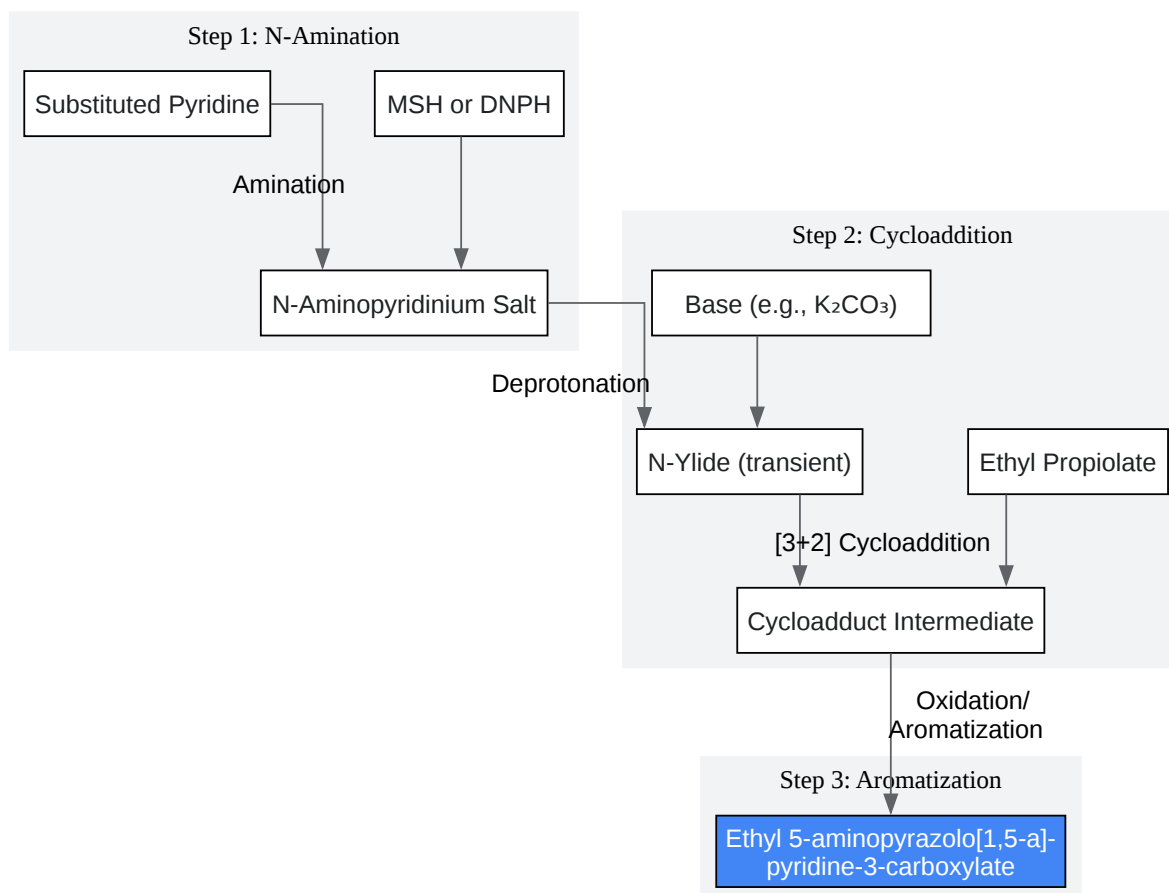 Step 1: N-Amination
Substituted Pyridine
MSH or DNPH
Amination
N-Aminopyridinium Salt
Step 2: Cycloaddition
Base (e.g., K₂CO₃)
Deprotonation
N-Ylide (transient)
Ethyl Propiolate
[3+2] Cycloaddition
Cycloadduct Intermediate
Oxidation/
Aromatization
Step 3: Aromatization
Ethyl 5-aminopyrazolo[1,5-a]-
pyridine-3-carboxylate